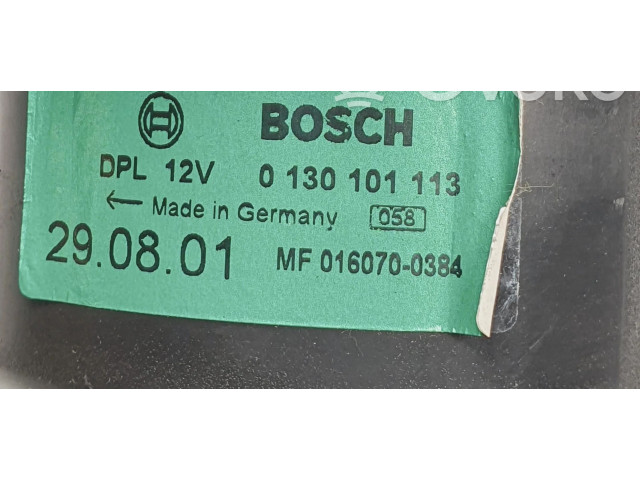 BOSCH
DPL 12V 0 130 101 113
← Made in Germany 058
29.08.01 MF 016070-0384